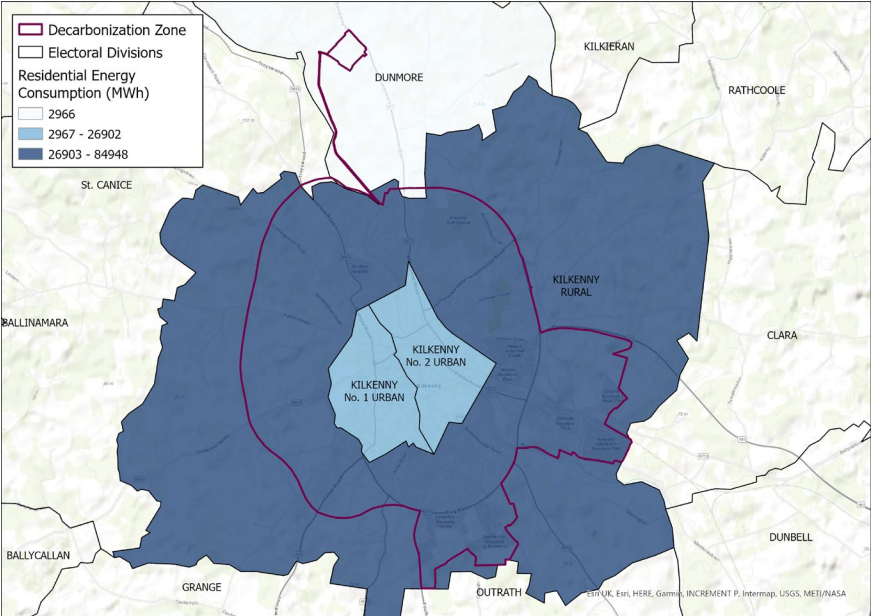 Decarbonization Zone
Electoral Divisions
Residential Energy
Consumption (MWh)
2966
2967 - 26902
26903 - 84948
DUNMORE
KILKIERAN
RATHCOOLE
St. CANICE
KILKENNY
RURAL
BALLINAMARA
CLARA
KILKENNY
No. 2 URBAN
KILKENNY
No. 1 URBAN
DUNBELL
BALLYCALLAN
GRANGE
OUTRATH
Esri UK, Esri, HERE, Garmin, INCREMENT P, Intermap, USGS, METI/NASA